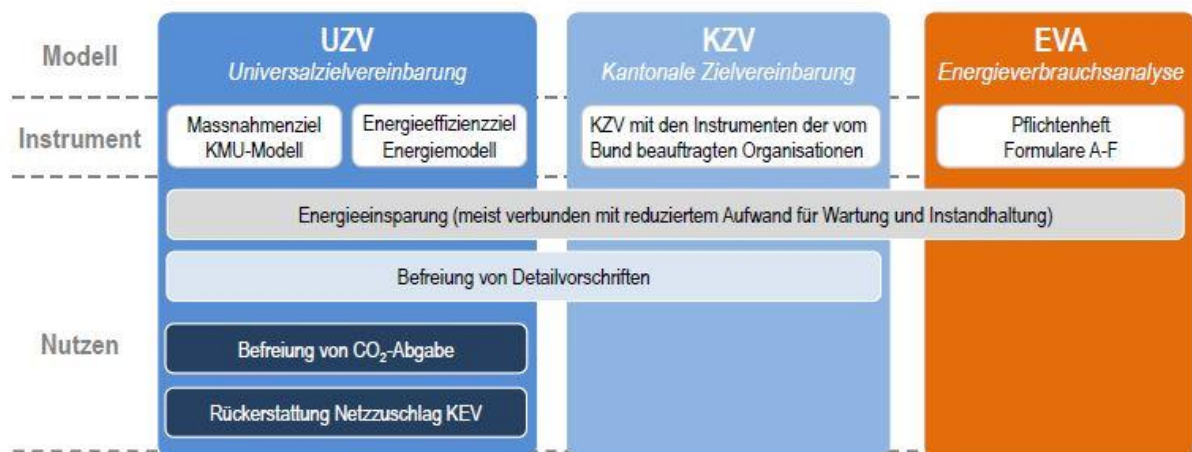 Modell
UZV
Universalzielvereinbarung
KZV
Kantonale Zielvereinbarung
EVA
Energieverbrauchsanalyse
Instrument
Massnahmenziel
KMU-Modell
Energieeffizzziel
Energiemodell
KZV mit den Instrumenten der vom
Bund beauftragten Organisationen
Pflichtenheft
Formulare A-F
Nutzen
Energieeinsparung (meist verbunden mit reduziertem Aufwand für Wartung und Instandhaltung)
Befreiung von Detailvorschriften
Befreiung von CO₂-Abgabe
Rückerstattung Netzzuschlag KEV